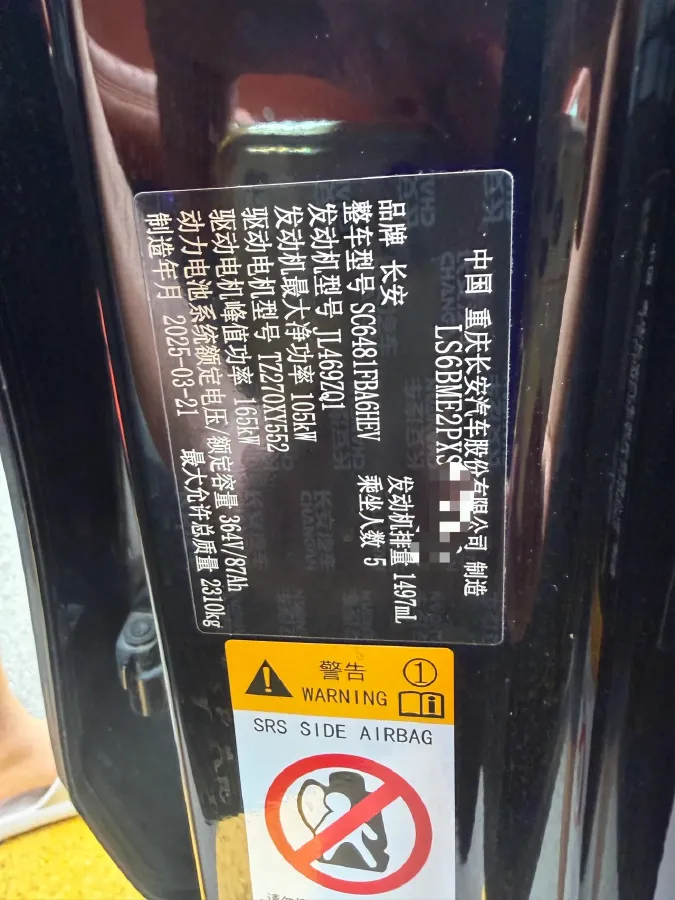 中国 重庆长安汽车股份有限公司 制造
LS6BME2PXS
品牌 长安
整车型号 SC6481FBA6HEV
发动机型号 JL469ZQ1 发动机排量 1497mL
发动机最大净功率 105kW 乘坐人数 5
驱动电机型号 TZ270XY552
驱动电机峰值功率 165kW
动力电池系统额定电压/额定容量 364V/87Ah
制造年月 2025-03-21 最大允许总质量 2310kg
警告 ①
WARNING
SRS SIDE AIRBAG